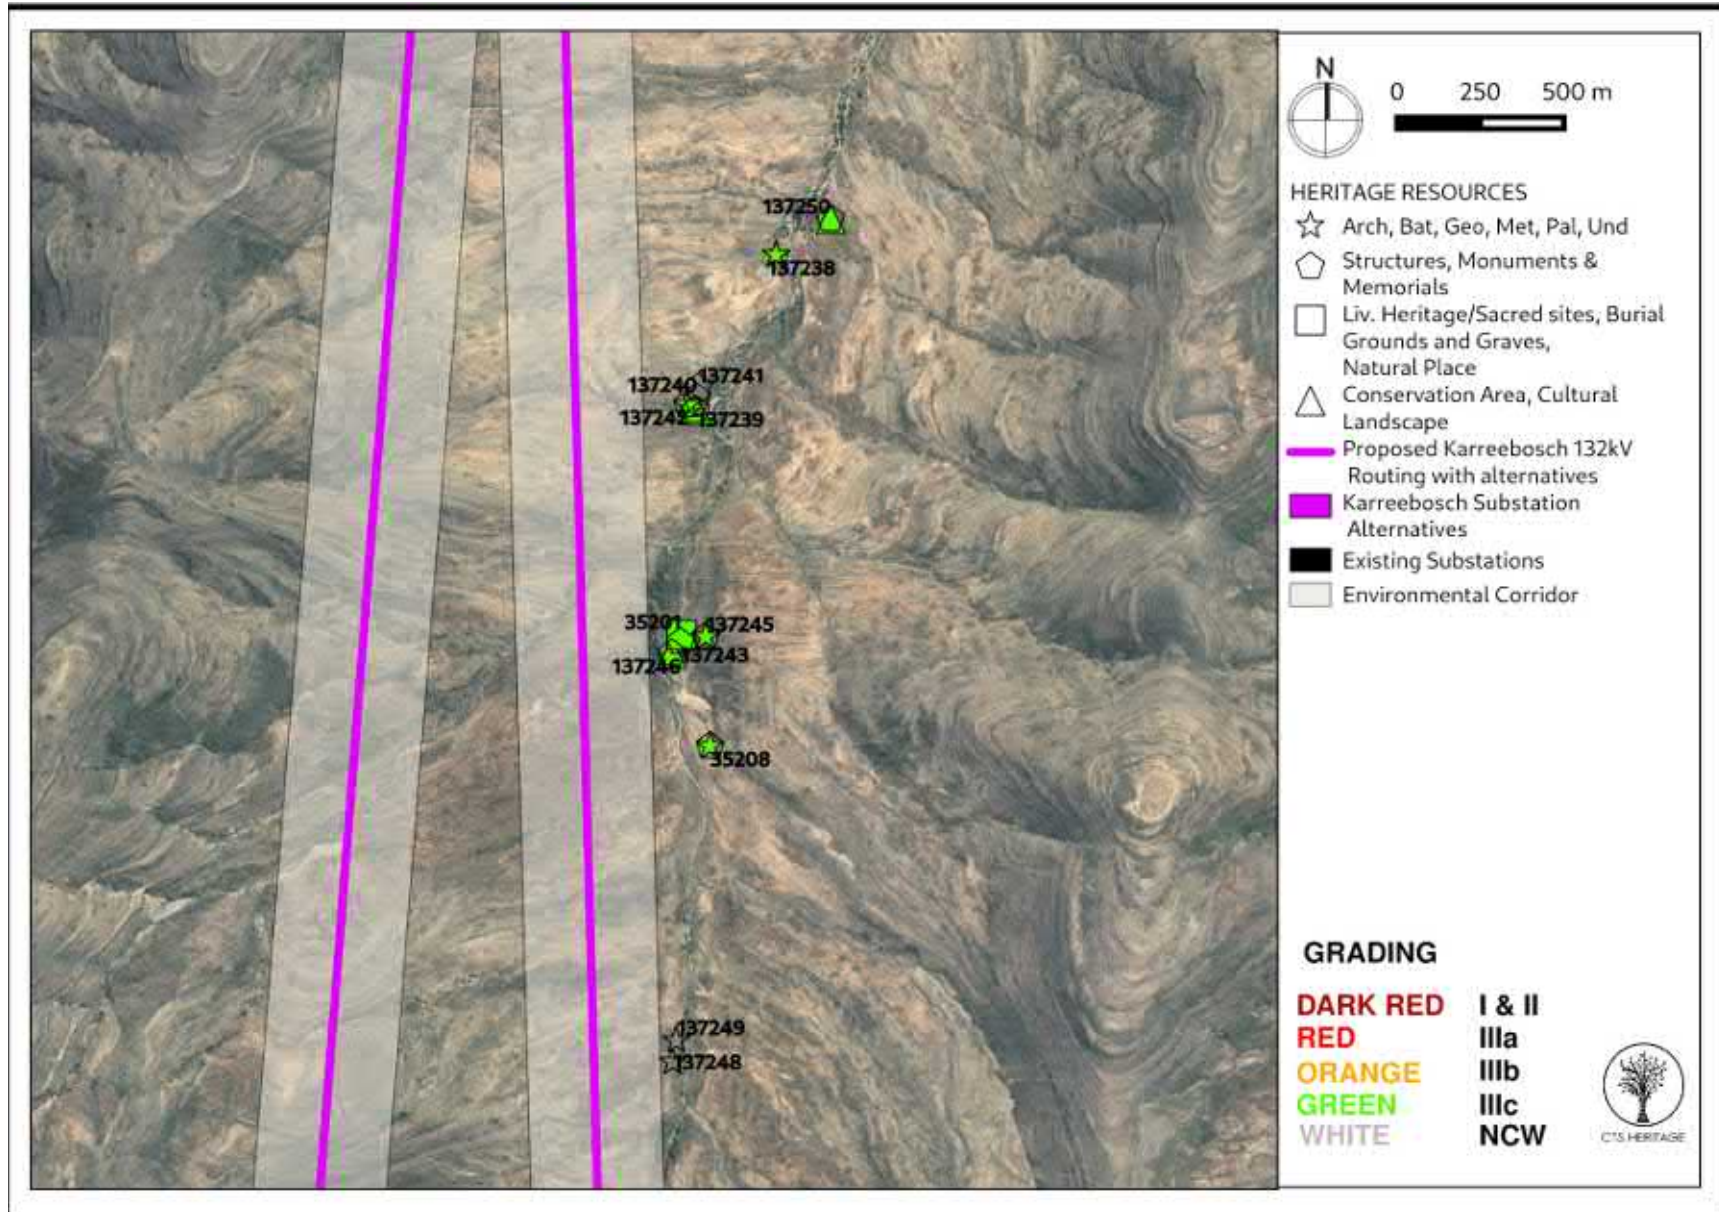 N
0 250 500 m
HERITAGE RESOURCES
Arch, Bat, Geo, Met, Pal, Und
Structures, Monuments &
Memorials
Liv. Heritage/Sacred sites, Burial
Grounds and Graves,
Natural Place
Conservation Area, Cultural
Landscape
Proposed Karreebosch 132kV
Routing with alternatives
Karreebosch Substation
Alternatives
Existing Substations
Environmental Corridor
137250
137238
137241
137240
137242 137239
35201 137245
137243
137246
35208
137249
137248
GRADING
DARK RED I & II
RED IIIa
ORANGE IIIb
GREEN IIIc
WHITE NCW
CTS HERITAGE